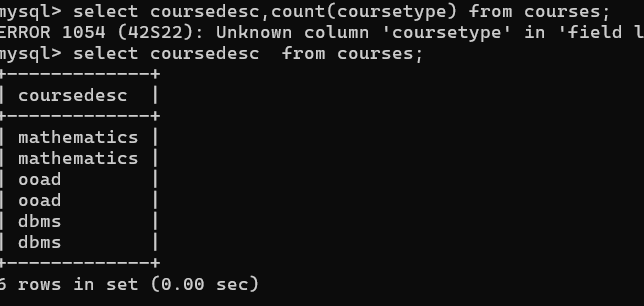 mysql> select coursedesc,count(coursetype) from courses;
ERROR 1054 (42S22): Unknown column 'coursetype' in 'field l
mysql> select coursedesc  from courses;
+-------------+
| coursedesc  |
+-------------+
| mathematics |
| mathematics |
| ooad        |
| ooad        |
| dbms        |
| dbms        |
+-------------+
6 rows in set (0.00 sec)